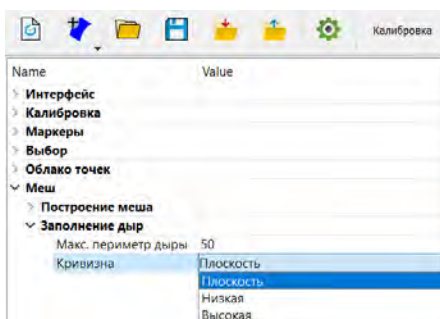 Калибровка
Name Value
Интерфейс
Калибровка
Маркеры
Выбор
Облако точек
Меш
Построение меша
Заполнение дыр
Макс. периметр дыры 50
Кривизна Плоскость
Плоскость
Низкая
Высокая